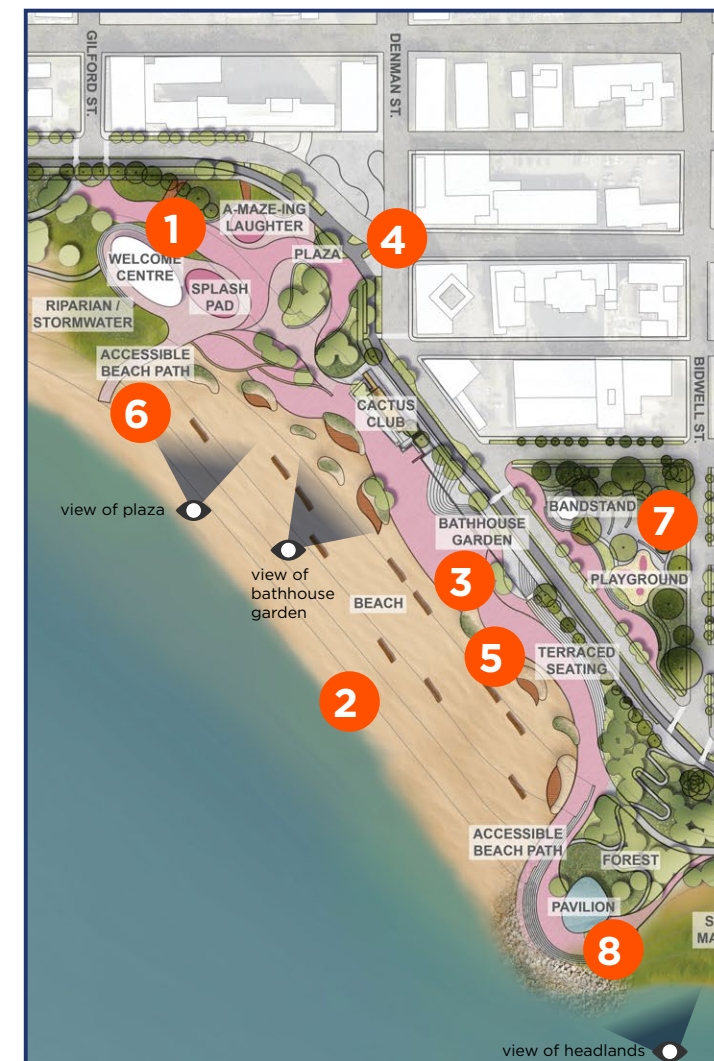 GILFORD ST.
DENMAN ST.
A-MAZE-ING
LAUGHTER
1
4
PLAZA
WELCOME
CENTRE
SPLASH
PAD
RIPARIAN /
STORMWATER
ACCESSIBLE
BEACH PATH
BIDWELL ST.
6
CACTUS
CLUB
view of plaza
BANDSTAND
7
BATHHOUSE
GARDEN
view of
bathhouse
garden
3
PLAYGROUND
BEACH
5
TERRACED
SEATING
2
ACCESSIBLE
BEACH PATH
FOREST
PAVILION
S
MA
8
view of headlands